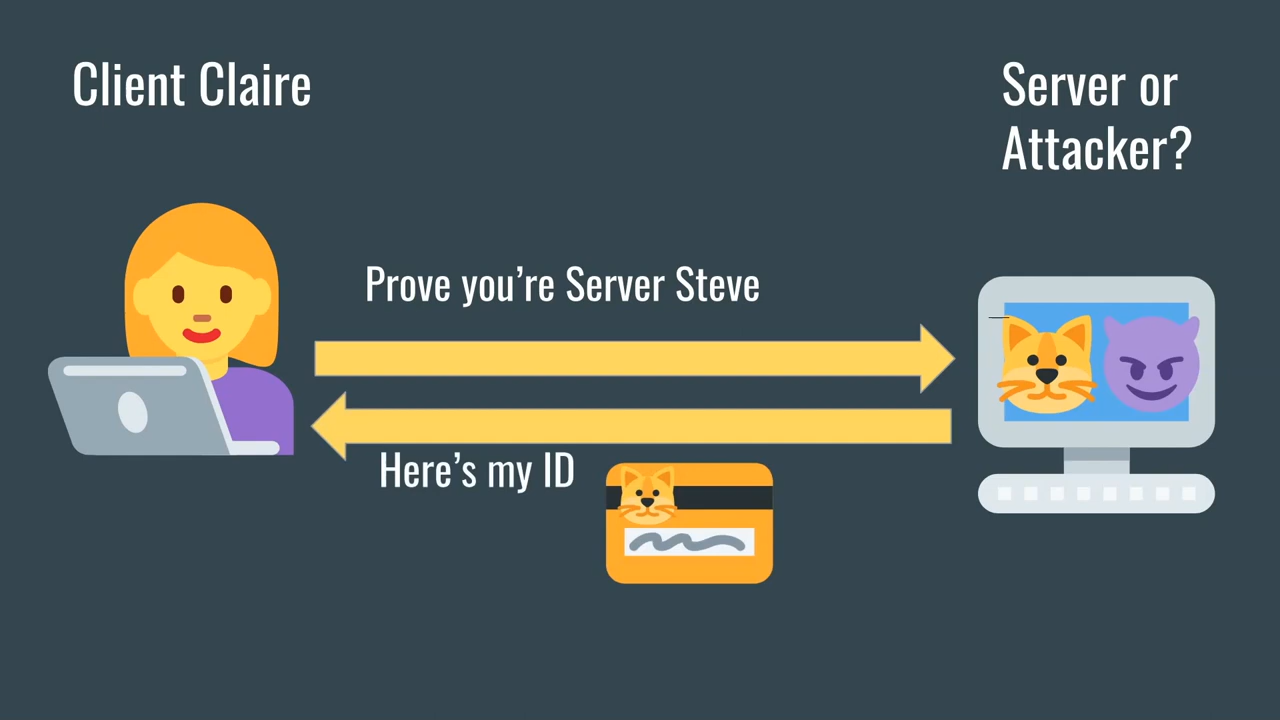 Client Claire
Server or
Attacker?
Prove you’re Server Steve
Here’s my ID